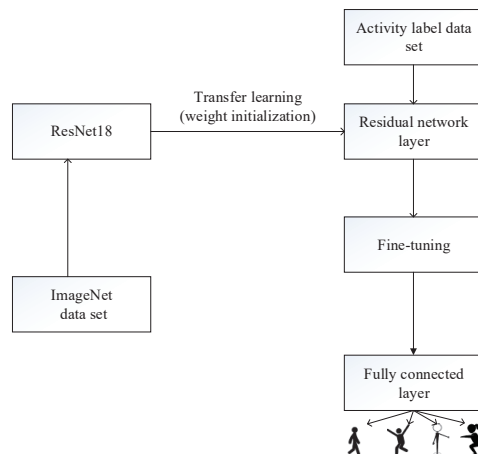 Activity label data
set
Transfer learning
(weight initialization)
ResNet18
Residual network
layer
Fine-tuning
ImageNet
data set
Fully connected
layer